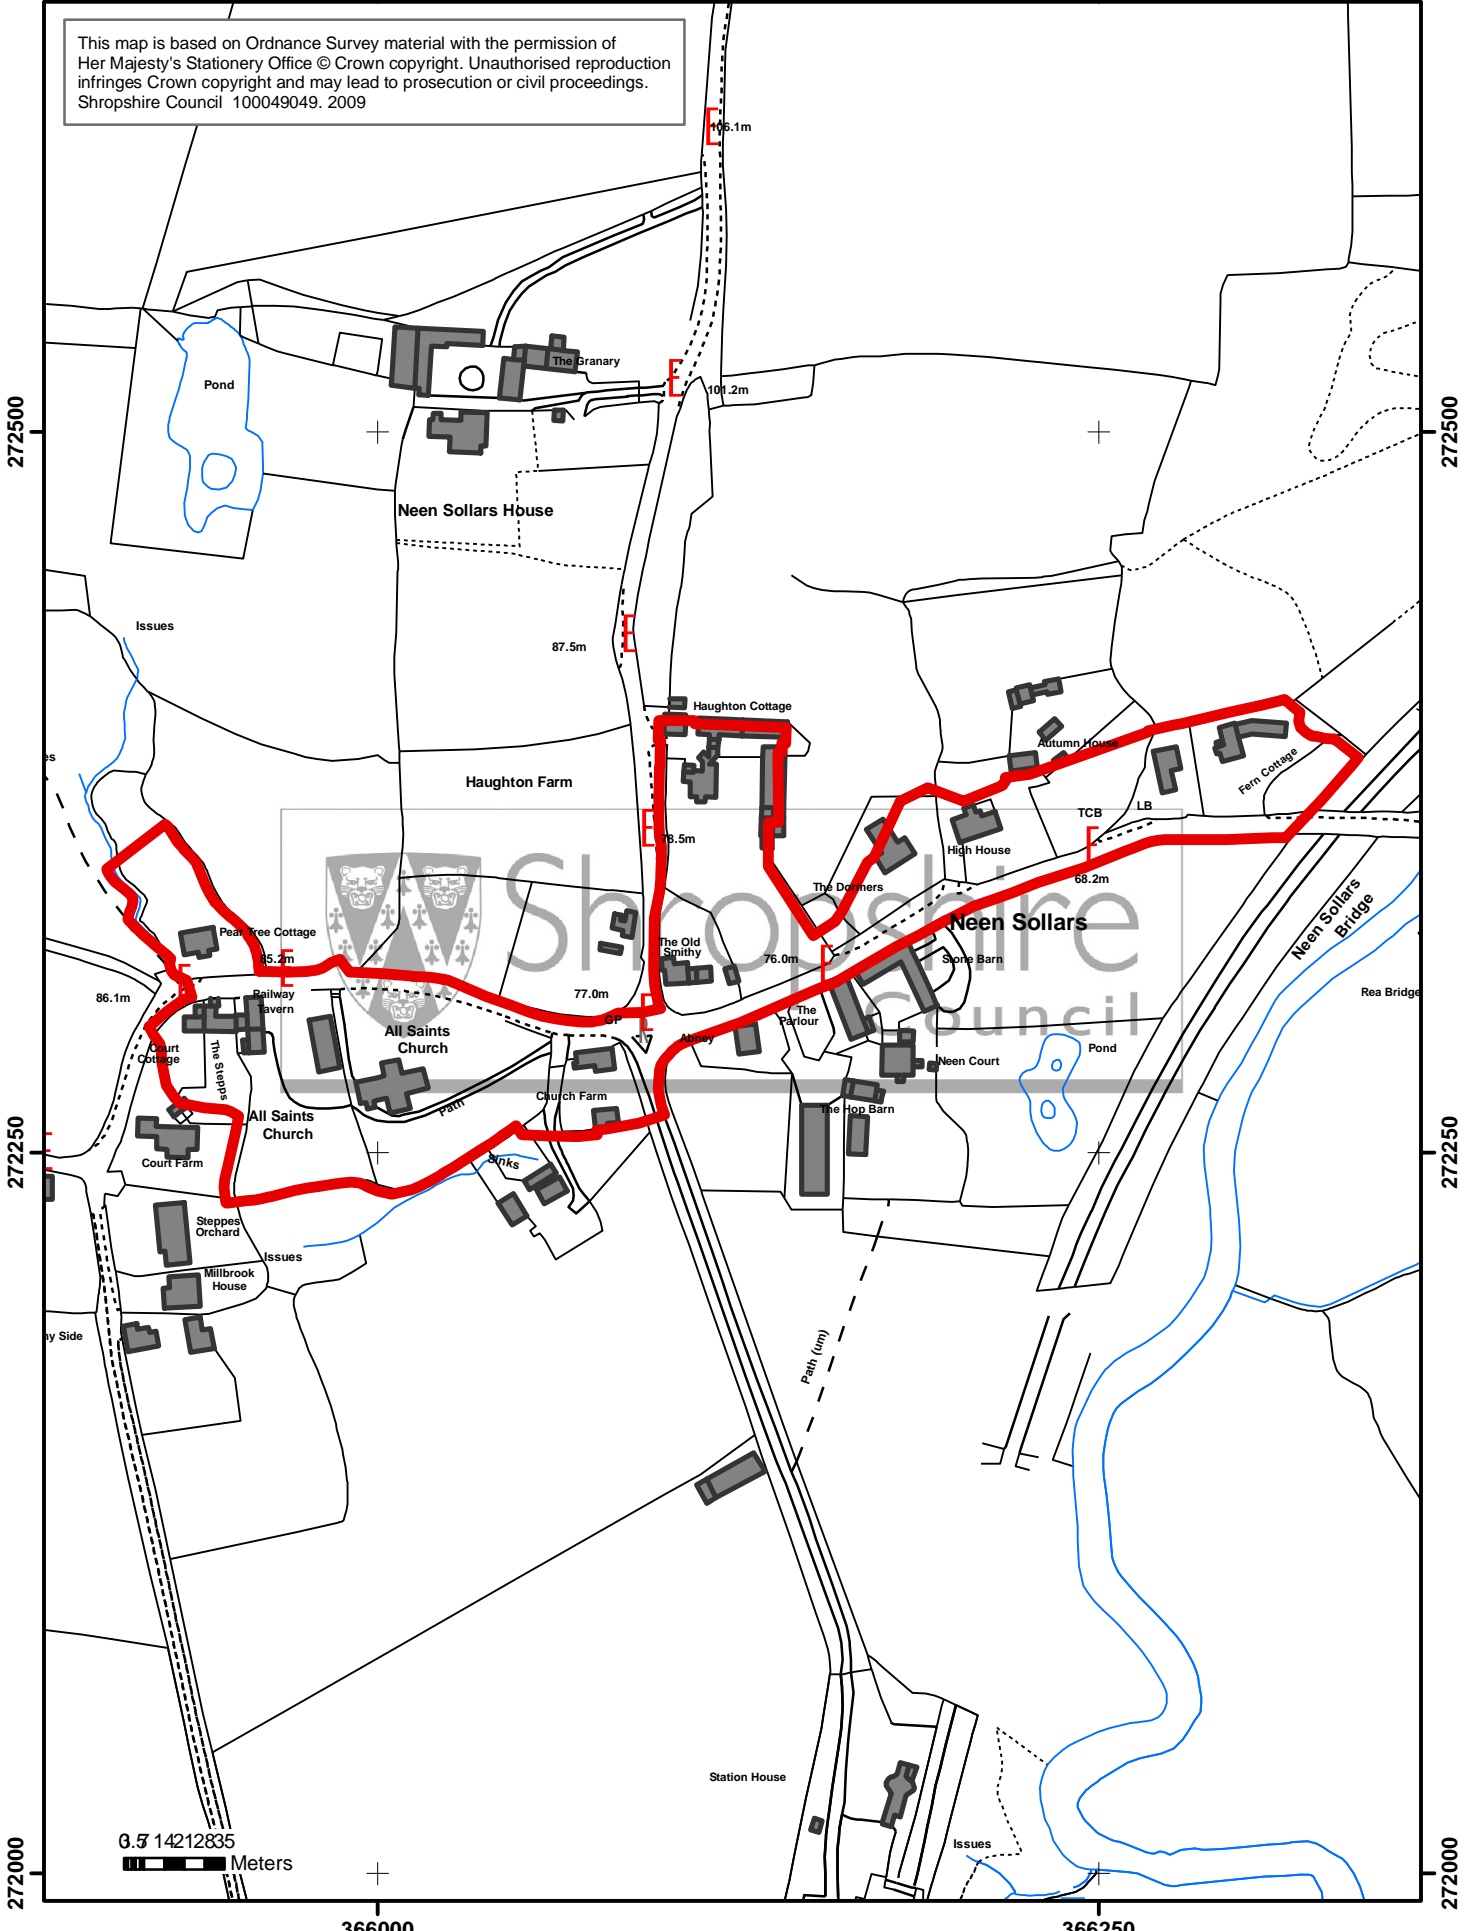 This map is based on Ordnance Survey material with the permission of
Her Majesty's Stationery Office © Crown copyright. Unauthorised reproduction
infringes Crown copyright and may lead to prosecution or civil proceedings.
Shropshire Council 100049049. 2009
106.1m
The Granary
Pond
101.2m
272500
272500
Neen Sollars House
Issues
87.5m
Haughton Cottage
Autumn House
es
Fern Cottage
Haughton Farm
LB
TCB
78.5m
High House
68.2m
Shropshire
Council
The Dormers
Neen Sollars
Neen Sollars
Bridge
Pear Tree Cottage
The Old
Smithy
85.2m
76.0m
Stone Barn
86.1m
Railway
Tavern
77.0m
Rea Bridge
GP
The
Parlour
All Saints
Church
Abney
Court
Cottage
The Stepps
Pond
Neen Court
Church Farm
Path
The Hop Barn
All Saints
Church
272250
272250
Court Farm
Sinks
Steppes
Orchard
Issues
Millbrook
House
ny Side
Path (um)
Station House
Issues
14212835
Meters
272000
272000
366000
366250